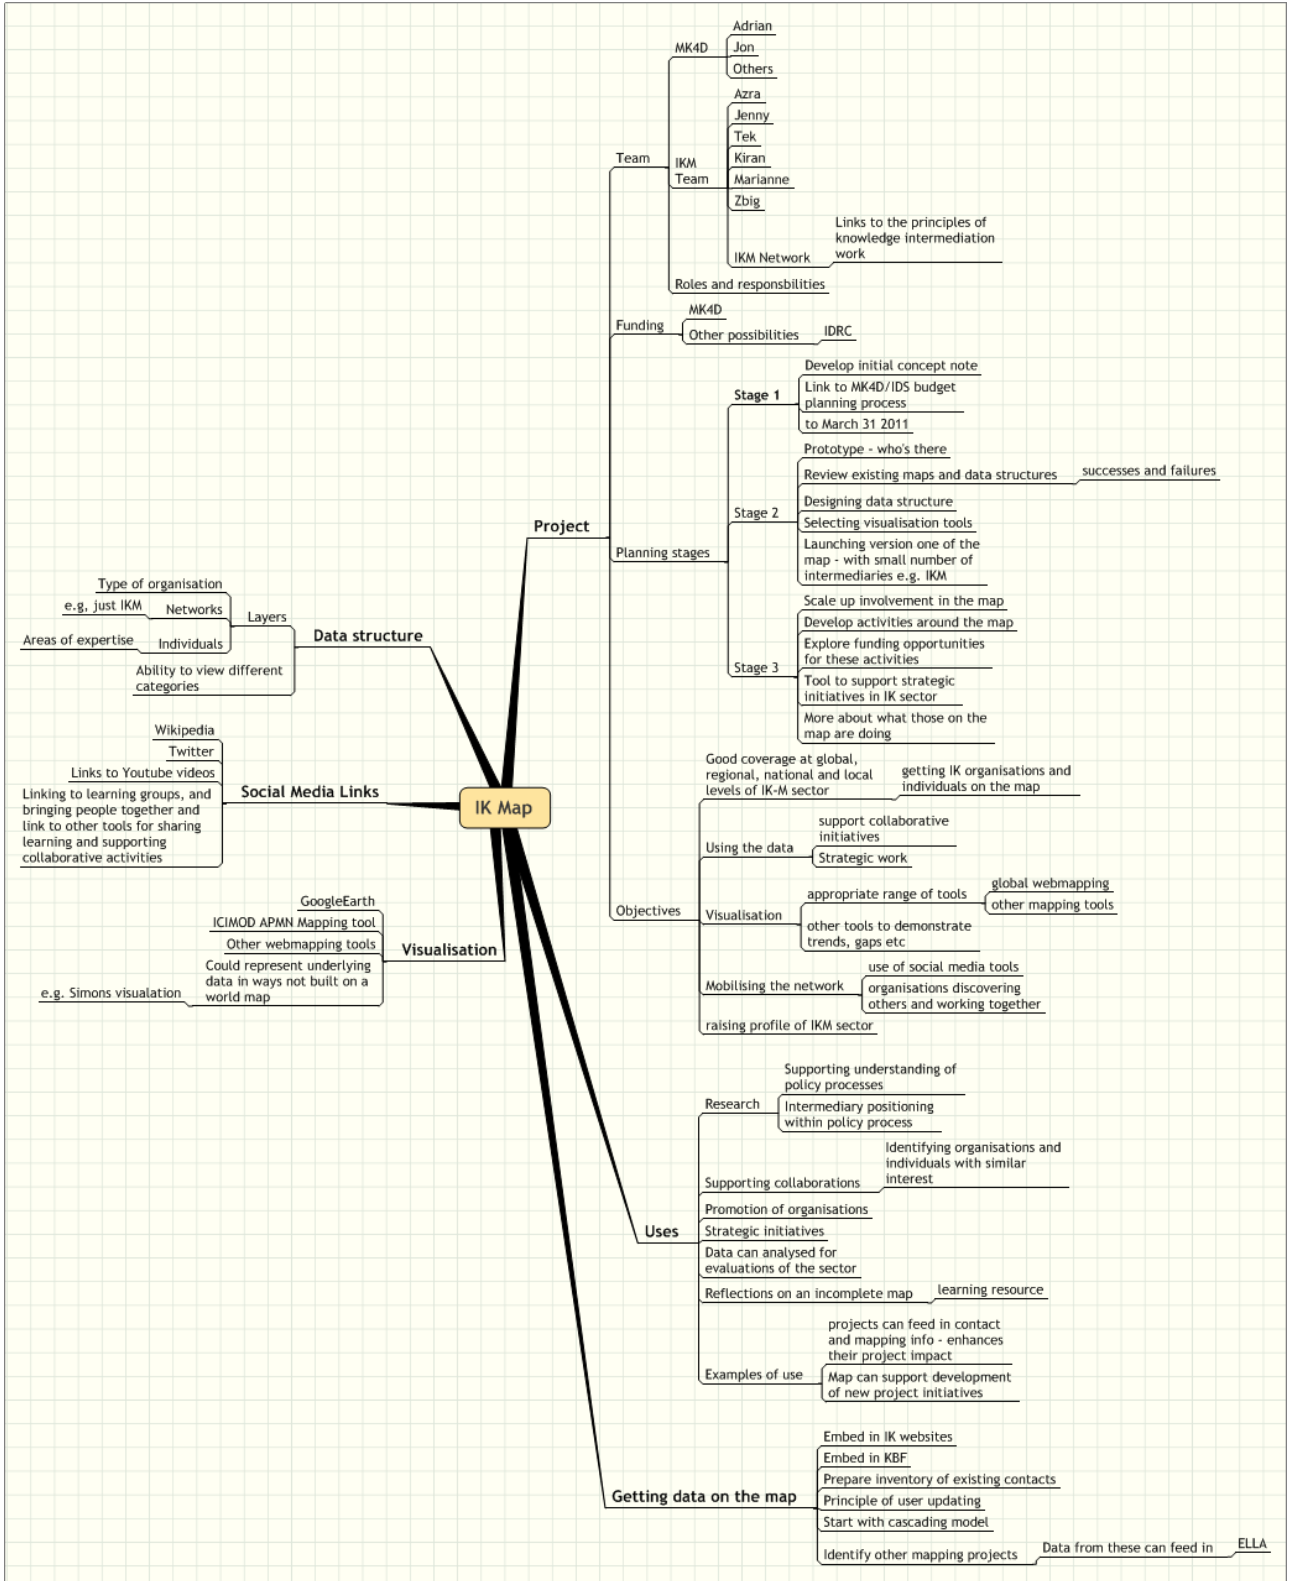 IK Map
Project
Team
MK4D
Adrian
Jon
Others
IKM
Team
Azra
Jenny
Tek
Kiran
Marianne
Zbig
IKM Network
Links to the principles of
knowledge intermediation
work
Roles and responsbilities
Funding
MK4D
Other possibilities
IDRC
Planning stages
Stage 1
Develop initial concept note
Link to MK4D/IDS budget
planning process
to March 31 2011
Stage 2
Prototype - who's there
Review existing maps and data structures
successes and failures
Designing data structure
Selecting visualisation tools
Launching version one of the
map - with small number of
intermediaries e.g. IKM
Stage 3
Scale up involvement in the map
Develop activities around the map
Explore funding opportunities
for these activities
Tool to support strategic
initiatives in IK sector
More about what those on the
map are doing
Objectives
Good coverage at global,
regional, national and local
levels of IK-M sector
getting IK organisations and
individuals on the map
Using the data
support collaborative
initiatives
Strategic work
Visualisation
appropriate range of tools
global webmapping
other mapping tools
other tools to demonstrate
trends, gaps etc
Mobilising the network
use of social media tools
organisations discovering
others and working together
raising profile of IKM sector
Uses
Research
Supporting understanding of
policy processes
Intermediary positioning
within policy process
Supporting collaborations
Identifying organisations and
individuals with similar
interest
Promotion of organisations
Strategic initiatives
Data can analysed for
evaluations of the sector
Reflections on an incomplete map
learning resource
Examples of use
projects can feed in contact
and mapping info - enhances
their project impact
Map can support development
of new project initiatives
Getting data on the map
Embed in IK websites
Embed in KBF
Prepare inventory of existing contacts
Principle of user updating
Start with cascading model
Identify other mapping projects
Data from these can feed in
ELLA
Data structure
Layers
Type of organisation
Networks
e.g, just IKM
Individuals
Areas of expertise
Ability to view different
categories
Social Media Links
Wikipedia
Twitter
Links to Youtube videos
Linking to learning groups, and
bringing people together and
link to other tools for sharing
learning and supporting
collaborative activities
Visualisation
GoogleEarth
ICIMOD APMN Mapping tool
Other webmapping tools
Could represent underlying
data in ways not built on a
world map
e.g. Simons visualation